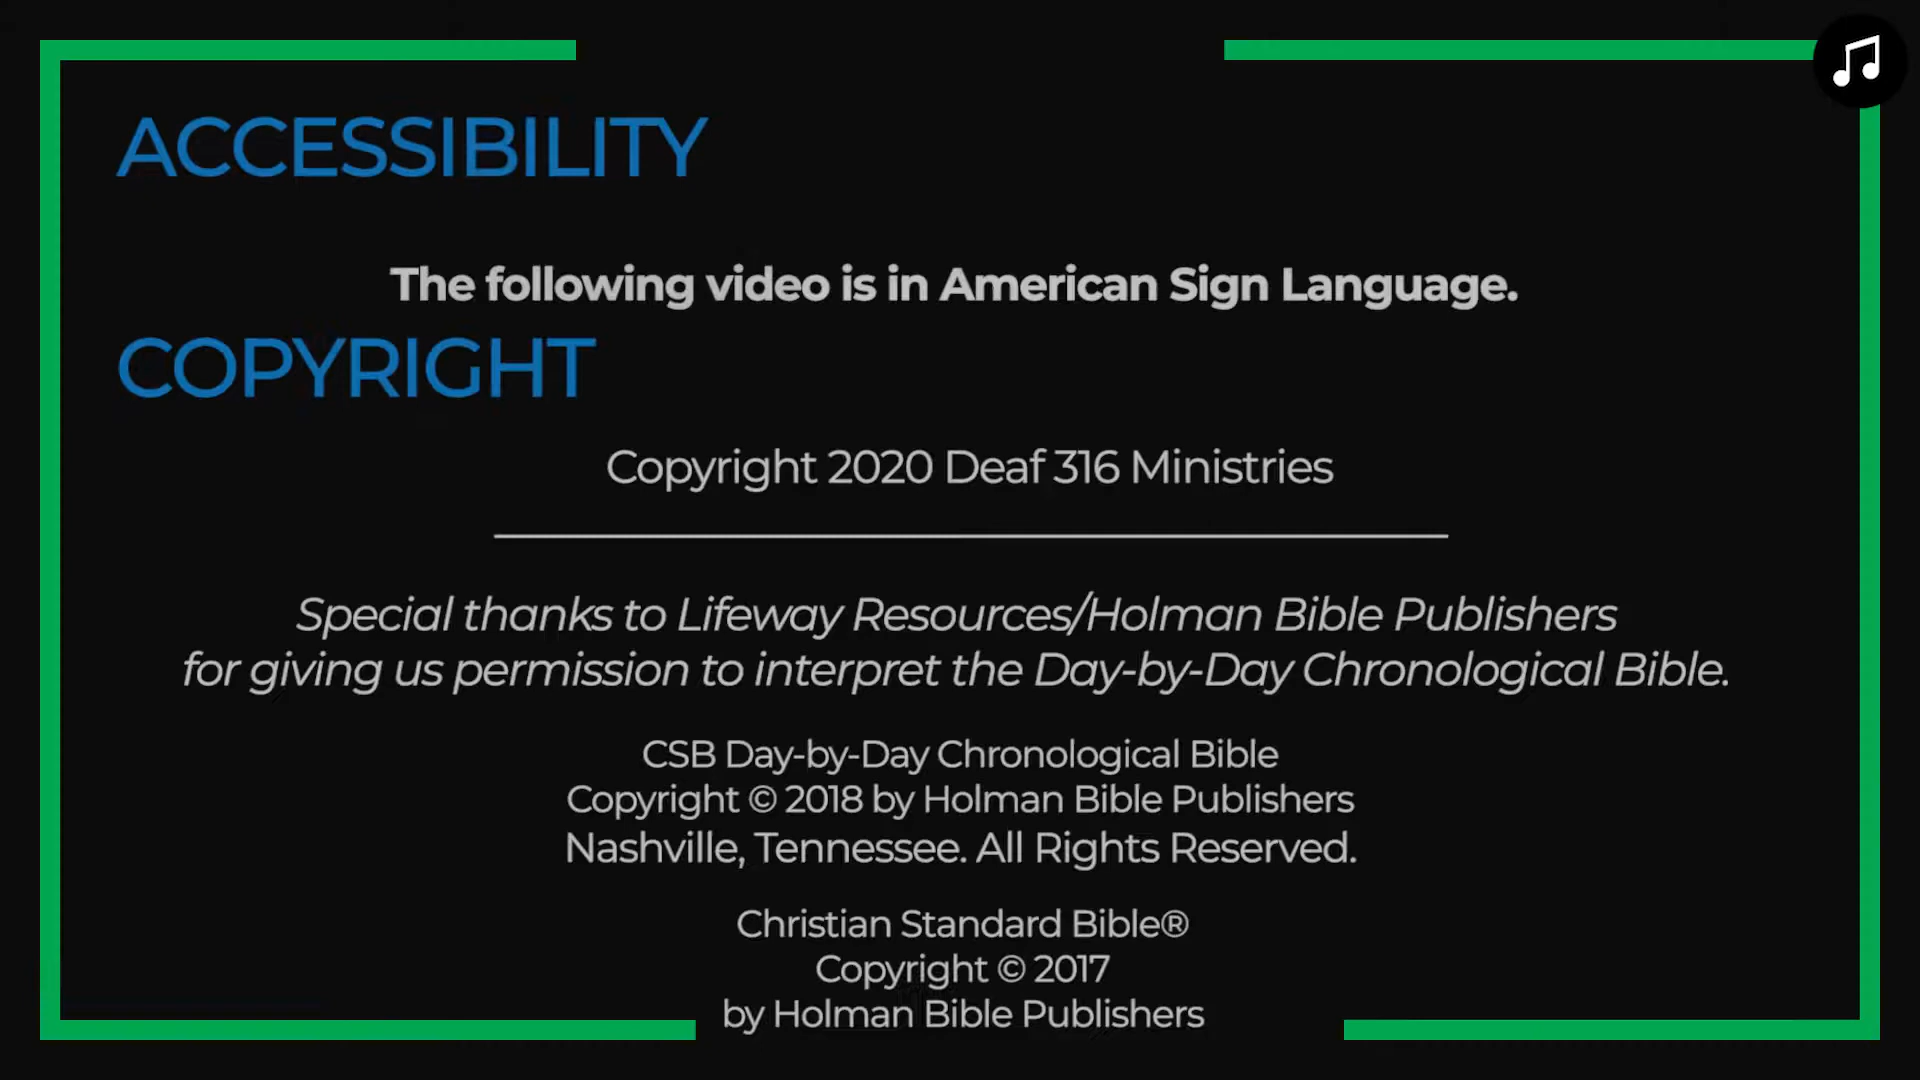 ACCESSIBILITY
The following video is in American Sign Language.
COPYRIGHT
Copyright 2020 Deaf 316 Ministries
Special thanks to Lifeway Resources/Holman Bible Publishers
for giving us permission to interpret the Day-by-Day Chronological Bible.
CSB Day-by-Day Chronological Bible
Copyright © 2018 by Holman Bible Publishers
Nashville, Tennessee. All Rights Reserved.
Christian Standard Bible®
Copyright © 2017
by Holman Bible Publishers